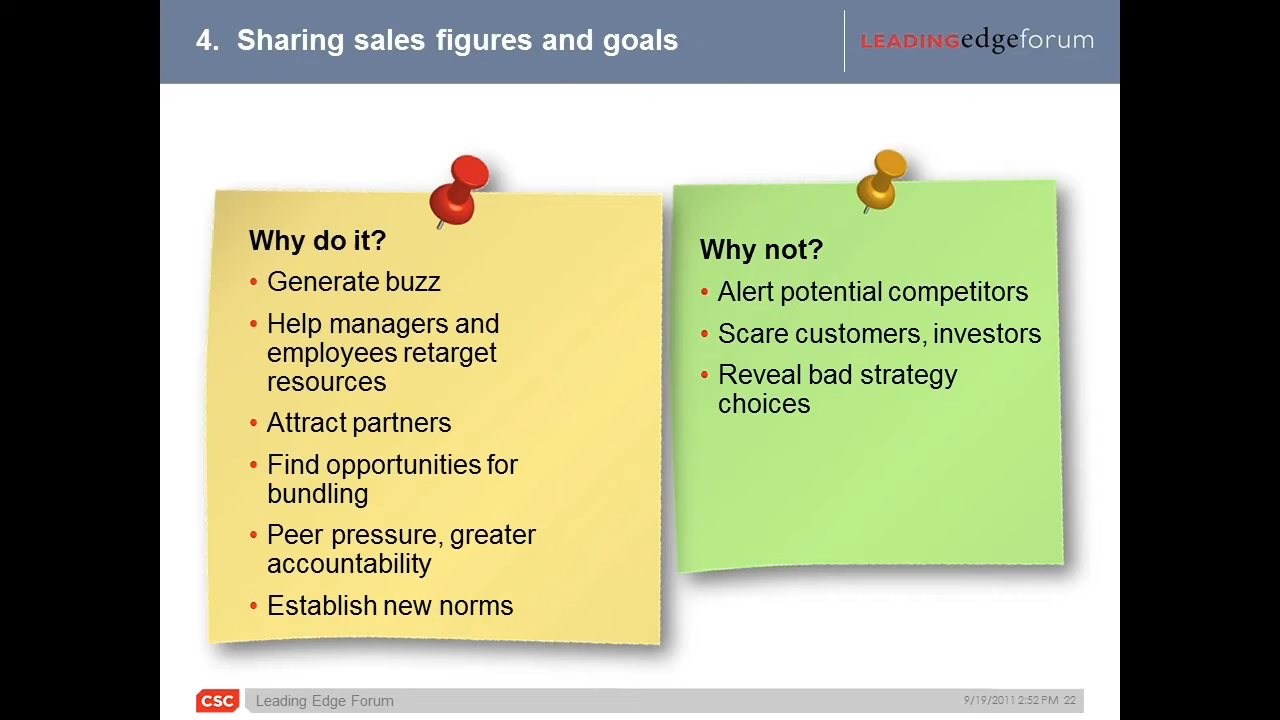 4. Sharing sales figures and goals
LEADINGedgeforum
Why do it?
• Generate buzz
• Help managers and
employees retarget
resources
• Attract partners
• Find opportunities for
bundling
• Peer pressure, greater
accountability
• Establish new norms
Why not?
• Alert potential competitors
• Scare customers, investors
• Reveal bad strategy
choices
CSC
Leading Edge Forum
9/19/2011 2:52 PM 22